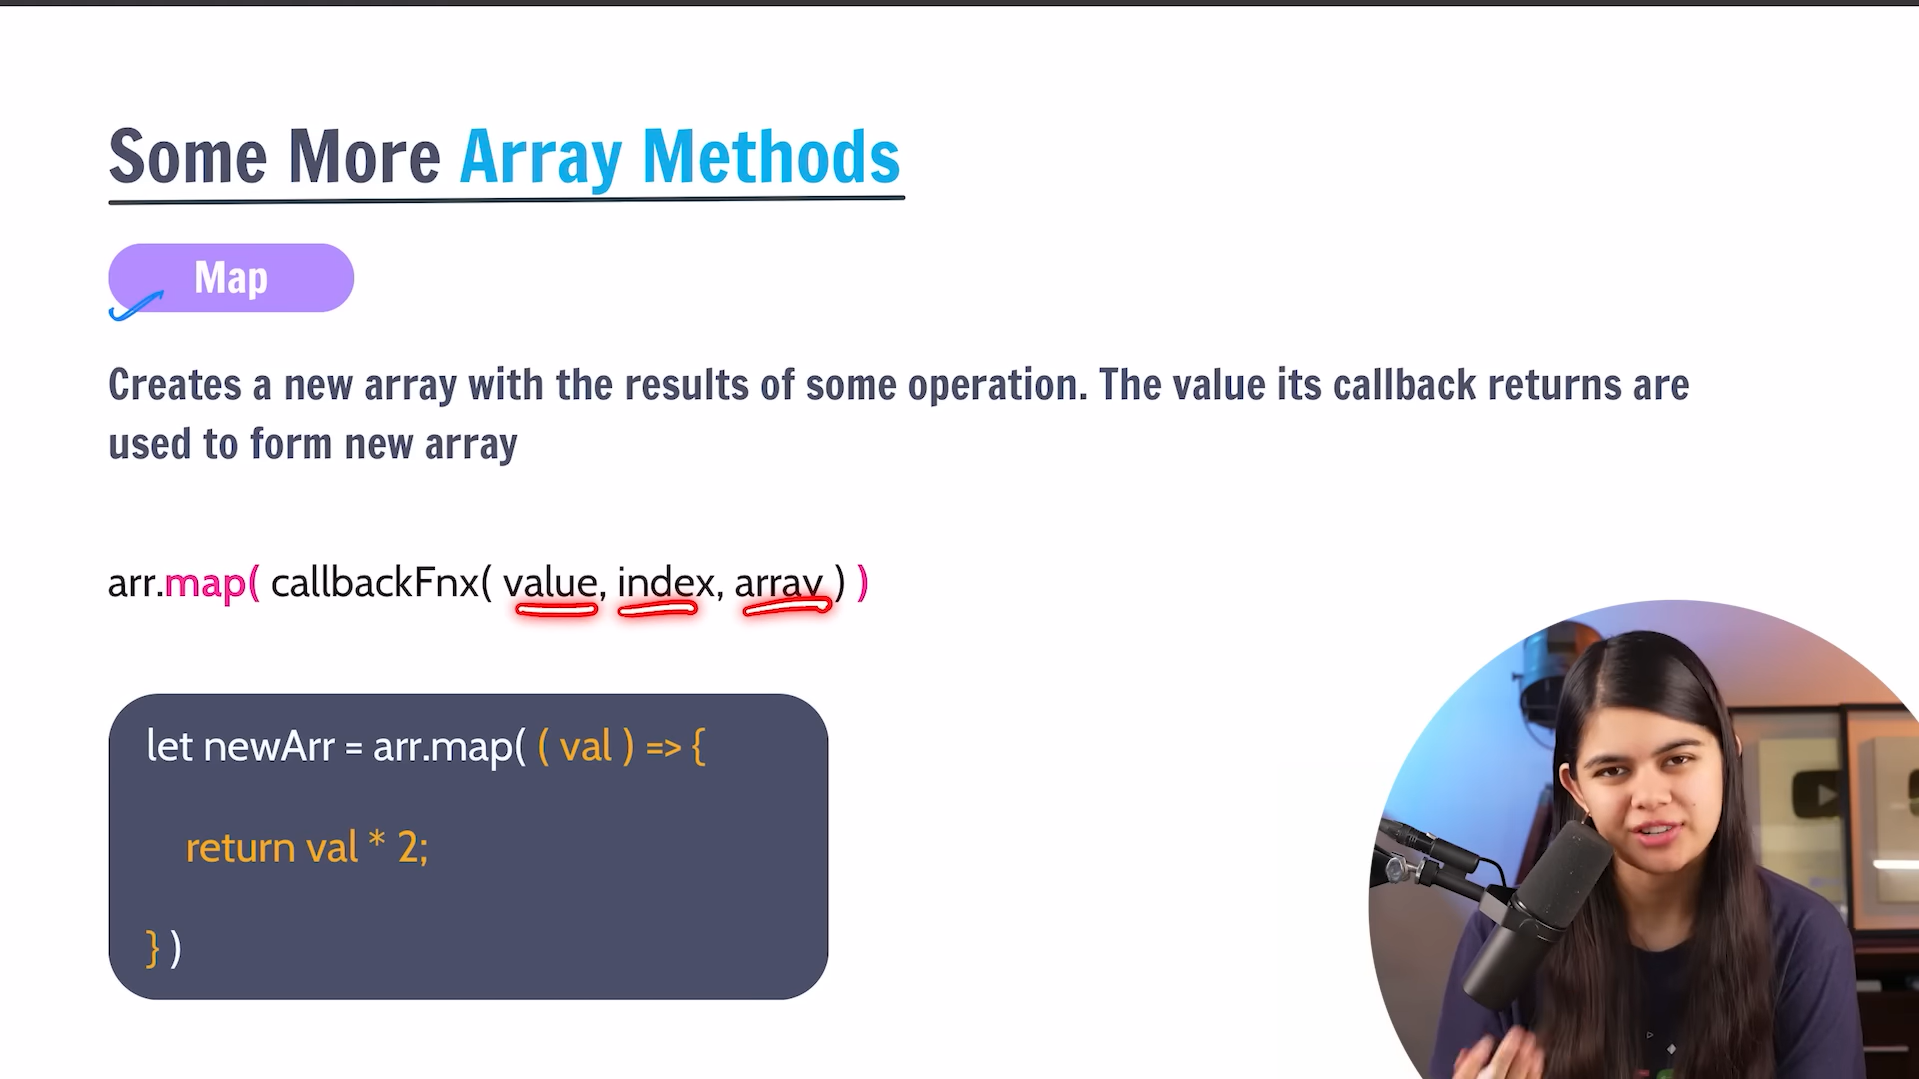 Some More Array Methods
Map
Creates a new array with the results of some operation. The value its callback returns are
used to form new array
arr.map( callbackFnx( value, index, array ) )
let newArr = arr.map( ( val ) => {
return val * 2;
} )